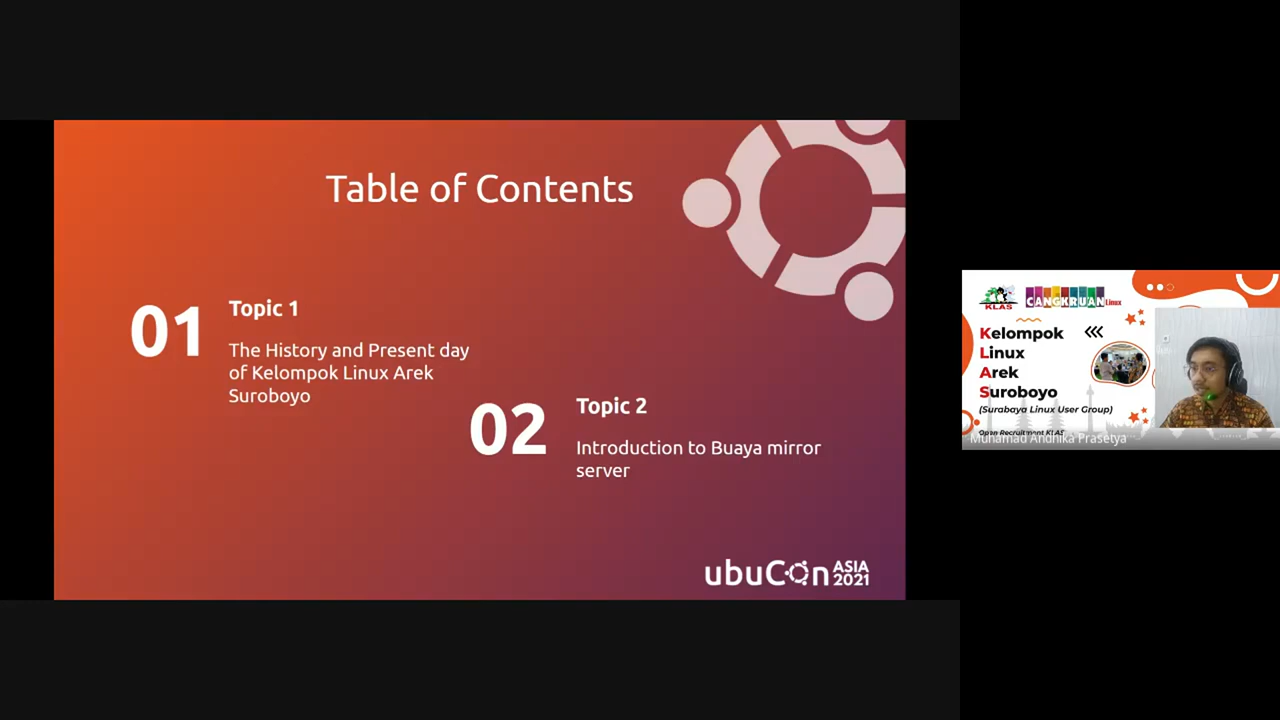 Table of Contents
01
Topic 1
The History and Present day
of Kelompok Linux Arek
Suroboyo
02
Topic 2
Introduction to Buaya mirror
server
ubuCon ASIA
2021
KLAS
CANGKRUAN Linux
Kelompok
Linux
Arek
Suroboyo
(Surabaya Linux User Group)
Open Recruitment KLAS
Muhamad Andhika Prasetya